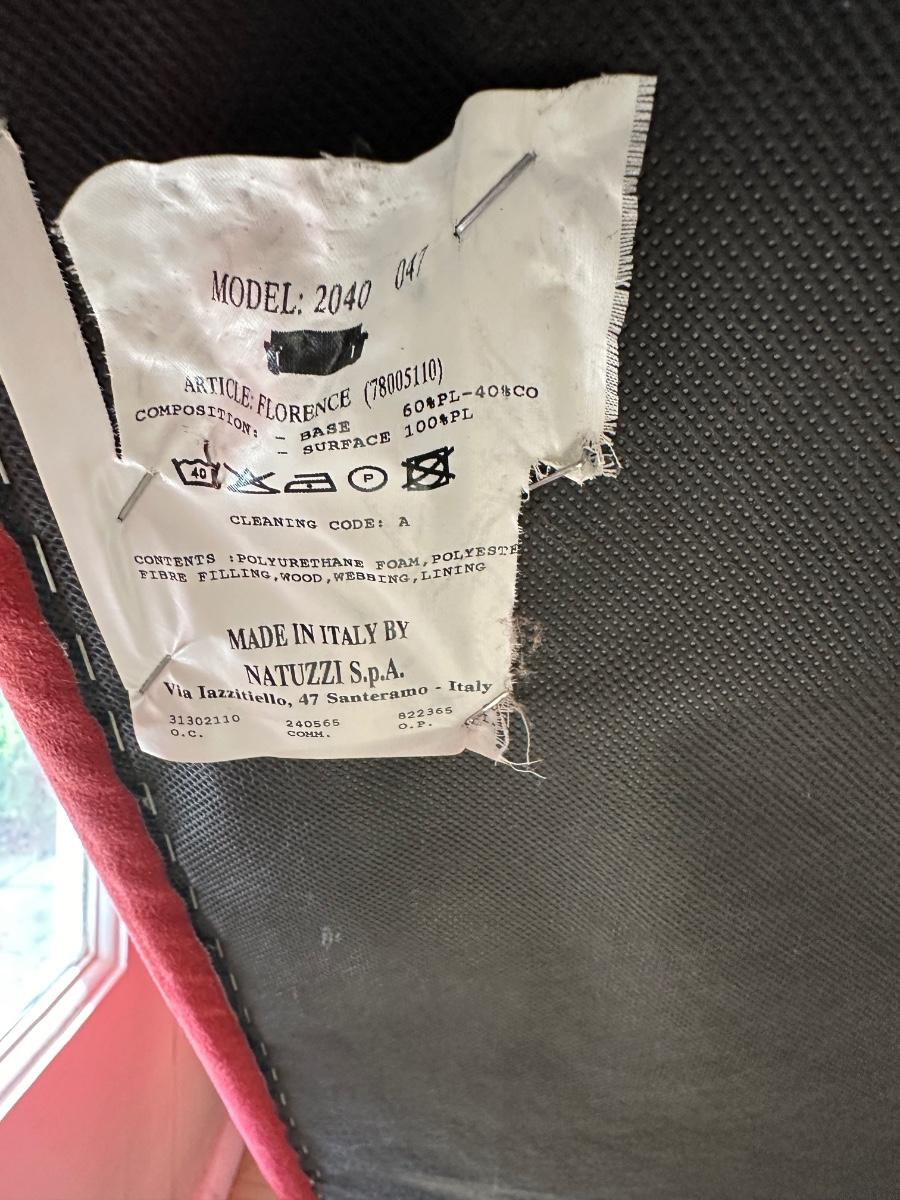 MODEL: 2040 047
ARTICLE: FLORENCE (78005110)
COMPOSITION: - BASE 60%PL-40%CO
- SURFACE 100%PL
40 P
CLEANING CODE: A
CONTENTS :POLYURETHANE FOAM,POLYESTE
FIBRE FILLING,WOOD,WEBBING,LINING
MADE IN ITALY BY
NATUZZI S.p.A.
Via Iazzitiello, 47 Santeramo - Italy
31302110 240565 822365
O.C. COMM. O.P.